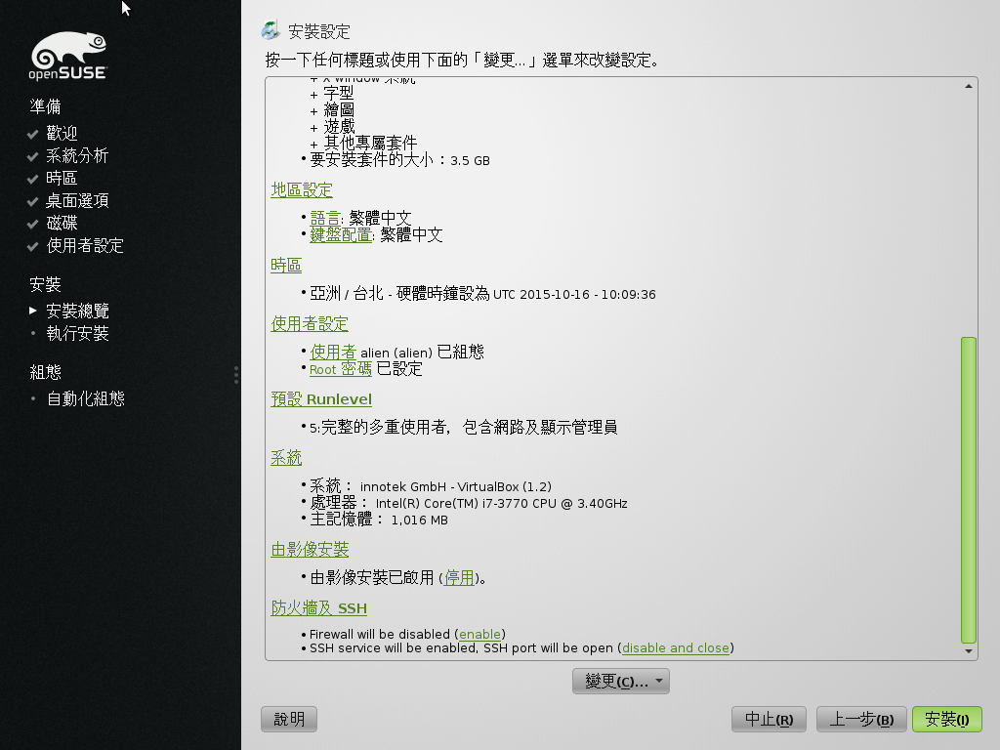 openSUSE
準備
歡迎
系統分析
時區
桌面選項
磁碟
使用者設定
安裝
安裝總覽
執行安裝
組態
自動化組態
安裝設定
按一下任何標題或使用下面的「變更...」選單來改變設定。
+ X Window 系統
+ 字型
+ 繪圖
+ 遊戲
+ 其他專屬套件
•要安裝套件的大小：3.5 GB
地區設定
•語言: 繁體中文
•鍵盤配置: 繁體中文
時區
•亞洲 / 台北 - 硬體時鐘設為 UTC 2015-10-16 - 10:09:36
使用者設定
•使用者 alien (alien) 已組態
•Root 密碼 已設定
預設 Runlevel
•5:完整的多重使用者，包含網路及顯示管理員
系統
•系統： innotek GmbH - VirtualBox (1.2)
•處理器： Intel(R) Core(TM) i7-3770 CPU @ 3.40GHz
•主記憶體： 1,016 MB
由影像安裝
•由影像安裝已啟用 (停用)。
防火牆及 SSH
•Firewall will be disabled (enable)
•SSH service will be enabled, SSH port will be open (disable and close)
變更(C)...
說明
中止(R)
上一步(B)
安裝(I)